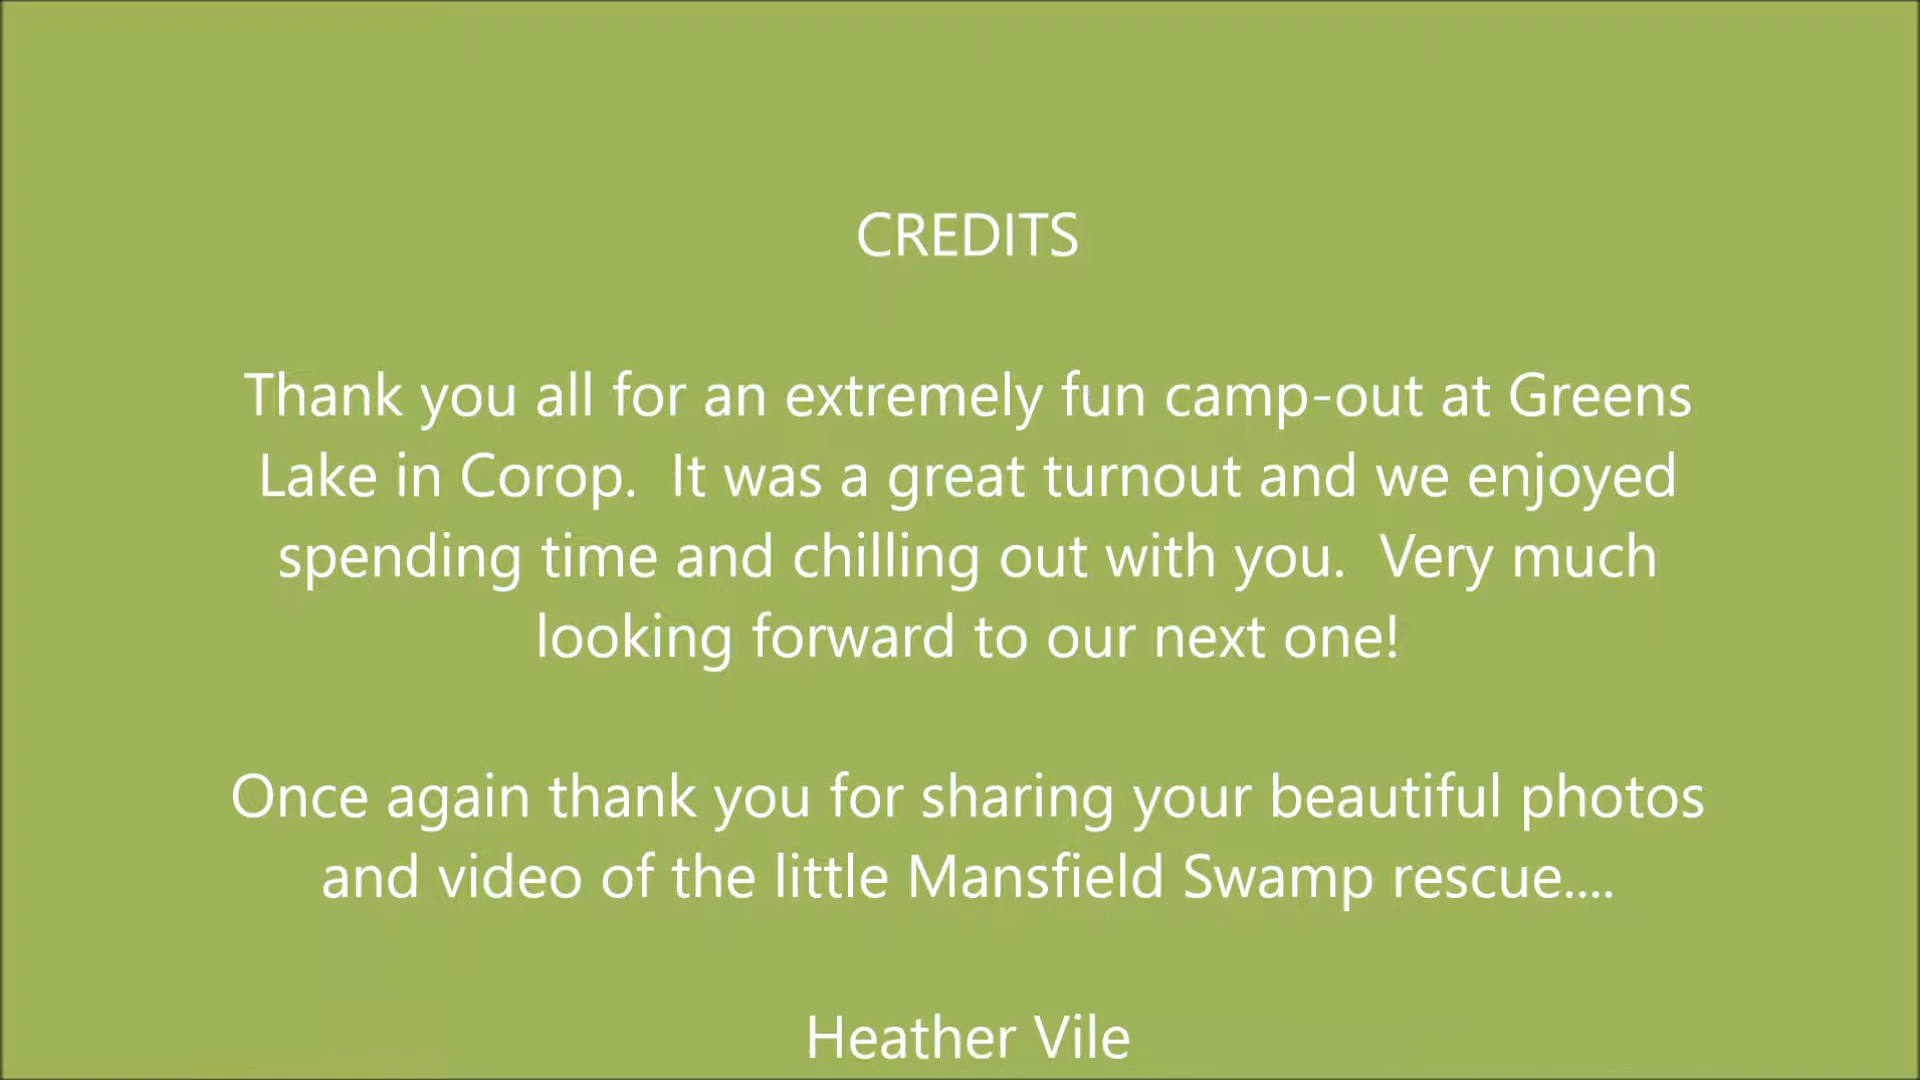 CREDITS
Thank you all for an extremely fun camp-out at Greens
Lake in Corop.  It was a great turnout and we enjoyed
spending time and chilling out with you.  Very much
looking forward to our next one!
Once again thank you for sharing your beautiful photos
and video of the little Mansfield Swamp rescue....
Heather Vile